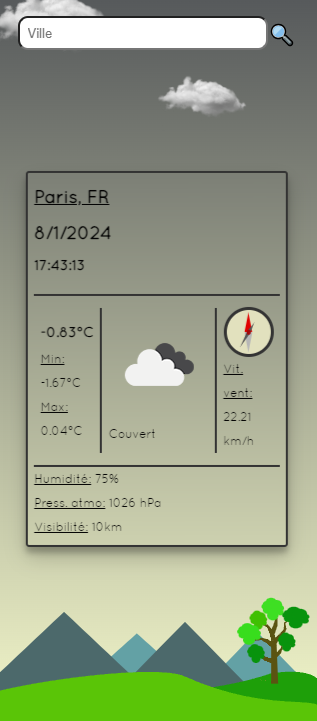 Ville
Paris, FR
8/1/2024
17:43:13
-0.83°C
Min:
-1.67°C
Max:
0.04°C
Couvert
Vit.
vent:
22.21
km/h
Humidité: 75%
Press. atmo: 1026 hPa
Visibilité: 10km